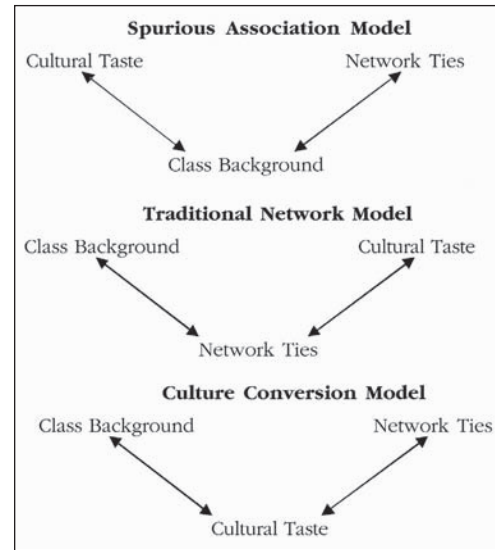 Spurious Association Model
Cultural Taste Network Ties
Class Background
Traditional Network Model
Class Background Cultural Taste
Network Ties
Culture Conversion Model
Class Background Network Ties
Cultural Taste